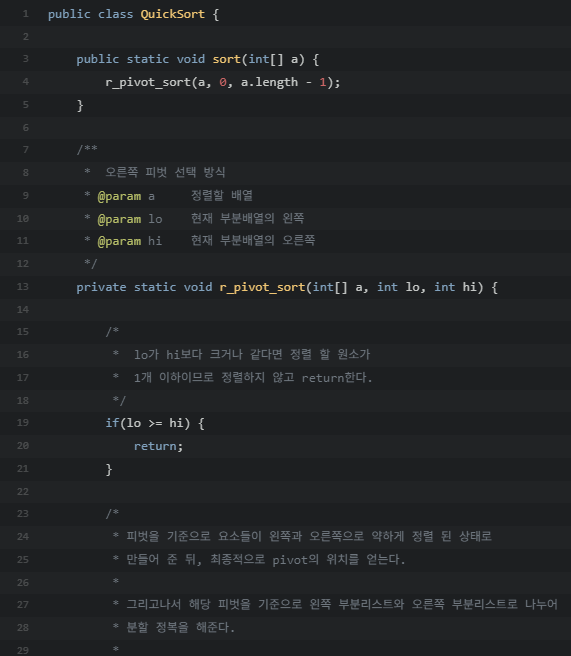 1 public class QuickSort {
2
3 public static void sort(int[] a) {
4 r_pivot_sort(a, 0, a.length - 1);
5 }
6
7 /**
8 * 오른쪽 피벗 선택 방식
9 * @param a 정렬할 배열
10 * @param lo 현재 부분배열의 왼쪽
11 * @param hi 현재 부분배열의 오른쪽
12 */
13 private static void r_pivot_sort(int[] a, int lo, int hi) {
14
15 /*
16 * lo가 hi보다 크거나 같다면 정렬 할 원소가
17 * 1개 이하이므로 정렬하지 않고 return한다.
18 */
19 if(lo >= hi) {
20 return;
21 }
22
23 /*
24 * 피벗을 기준으로 요소들이 왼쪽과 오른쪽으로 약하게 정렬 된 상태로
25 * 만들어 준 뒤, 최종적으로 pivot의 위치를 얻는다.
26 *
27 * 그리고나서 해당 피벗을 기준으로 왼쪽 부분리스트와 오른쪽 부분리스트로 나누어
28 * 분할 정복을 해준다.
29 *